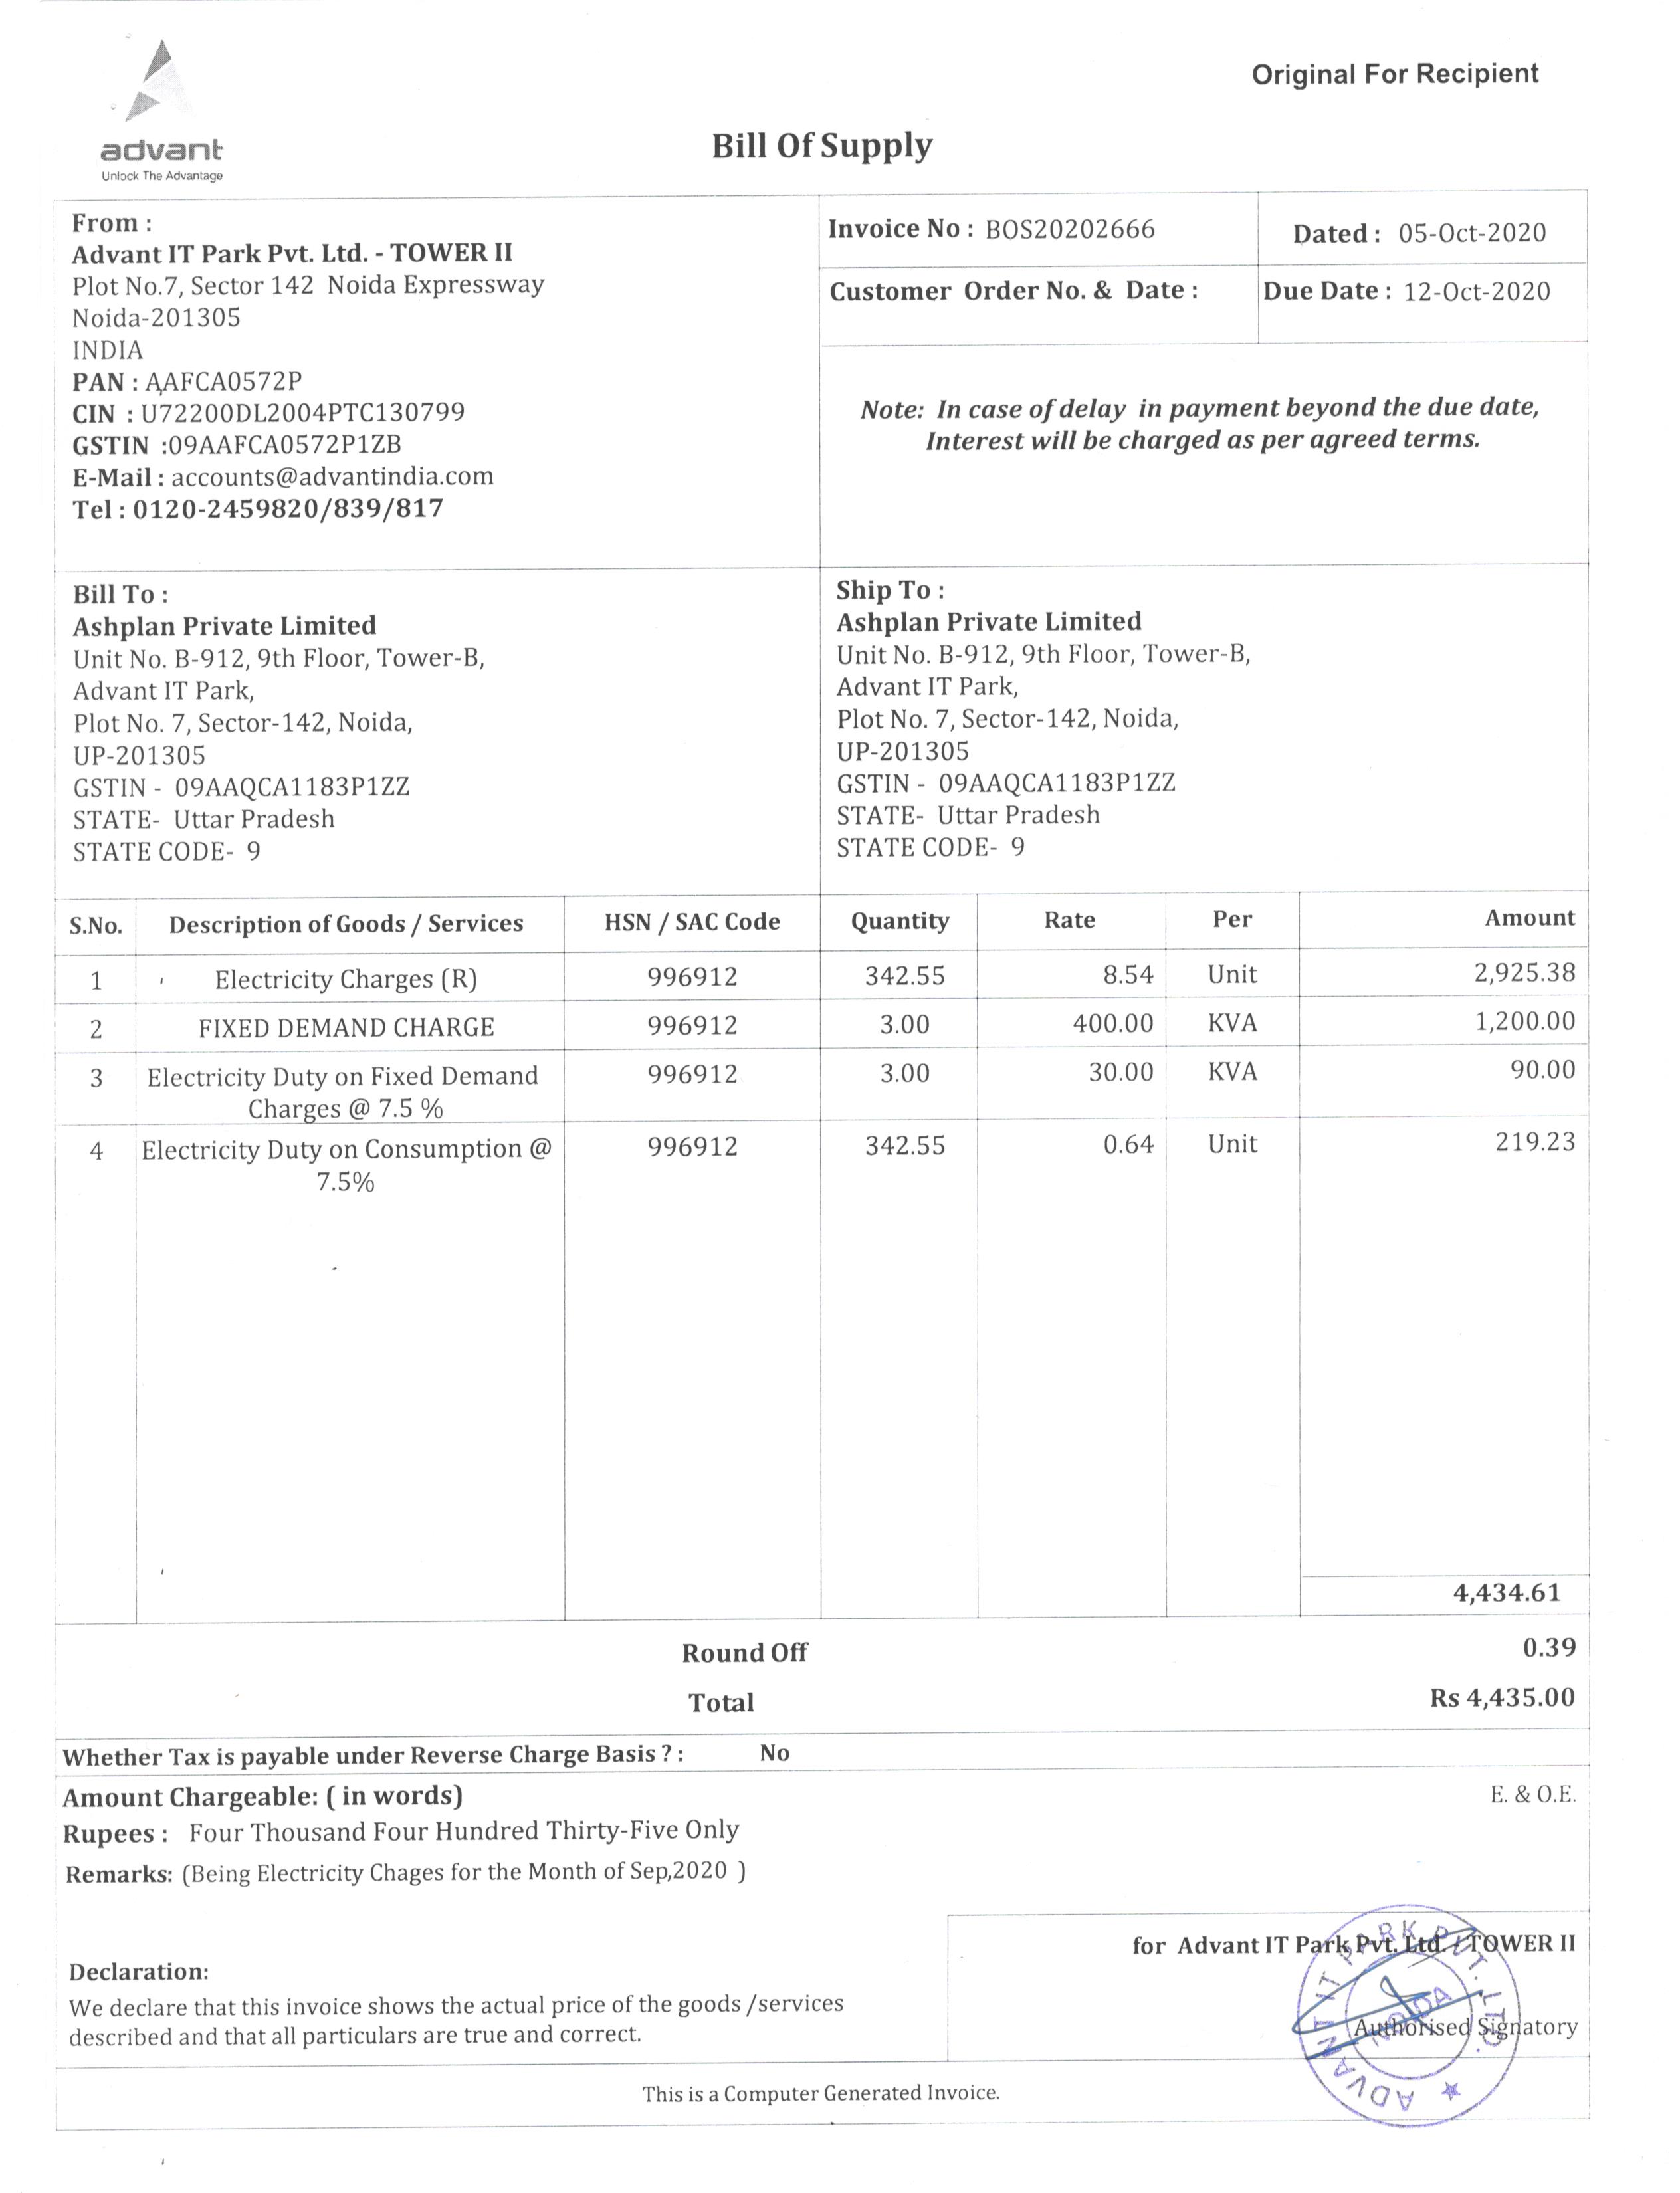 advant
Unlock The Advantage
Original For Recipient
Bill Of Supply
From :
Advant IT Park Pvt. Ltd. - TOWER II
Plot No.7, Sector 142 Noida Expressway
Noida-201305
INDIA
PAN : AAFCA0572P
CIN : U72200DL2004PTC130799
GSTIN :09AAFCA0572P1ZB
E-Mail : accounts@advantindia.com
Tel : 0120-2459820/839/817
Invoice No : BOS20202666
Dated : 05-Oct-2020
Customer Order No. & Date :
Due Date : 12-Oct-2020
Note: In case of delay in payment beyond the due date,
Interest will be charged as per agreed terms.
Bill To :
Ashplan Private Limited
Unit No. B-912, 9th Floor, Tower-B,
Advant IT Park,
Plot No. 7, Sector-142, Noida,
UP-201305
GSTIN - 09AAQCA1183P1ZZ
STATE- Uttar Pradesh
STATE CODE- 9
Ship To :
Ashplan Private Limited
Unit No. B-912, 9th Floor, Tower-B,
Advant IT Park,
Plot No. 7, Sector-142, Noida,
UP-201305
GSTIN - 09AAQCA1183P1ZZ
STATE- Uttar Pradesh
STATE CODE- 9
S.No. Description of Goods / Services HSN / SAC Code Quantity Rate Per Amount
1 Electricity Charges (R) 996912 342.55 8.54 Unit 2,925.38
2 FIXED DEMAND CHARGE 996912 3.00 400.00 KVA 1,200.00
3 Electricity Duty on Fixed Demand 996912 3.00 30.00 KVA 90.00
Charges @ 7.5 %
4 Electricity Duty on Consumption @ 996912 342.55 0.64 Unit 219.23
7.5%
4,434.61
Round Off 0.39
Total Rs 4,435.00
Whether Tax is payable under Reverse Charge Basis ? : No
Amount Chargeable: ( in words) E. & O.E.
Rupees : Four Thousand Four Hundred Thirty-Five Only
Remarks: (Being Electricity Chages for the Month of Sep,2020 )
for Advant IT Park Pvt. Ltd. - TOWER II
Authorised Signatory
ADVANT IT PARK PVT. LTD.
NOIDA
Declaration:
We declare that this invoice shows the actual price of the goods /services
described and that all particulars are true and correct.
This is a Computer Generated Invoice.